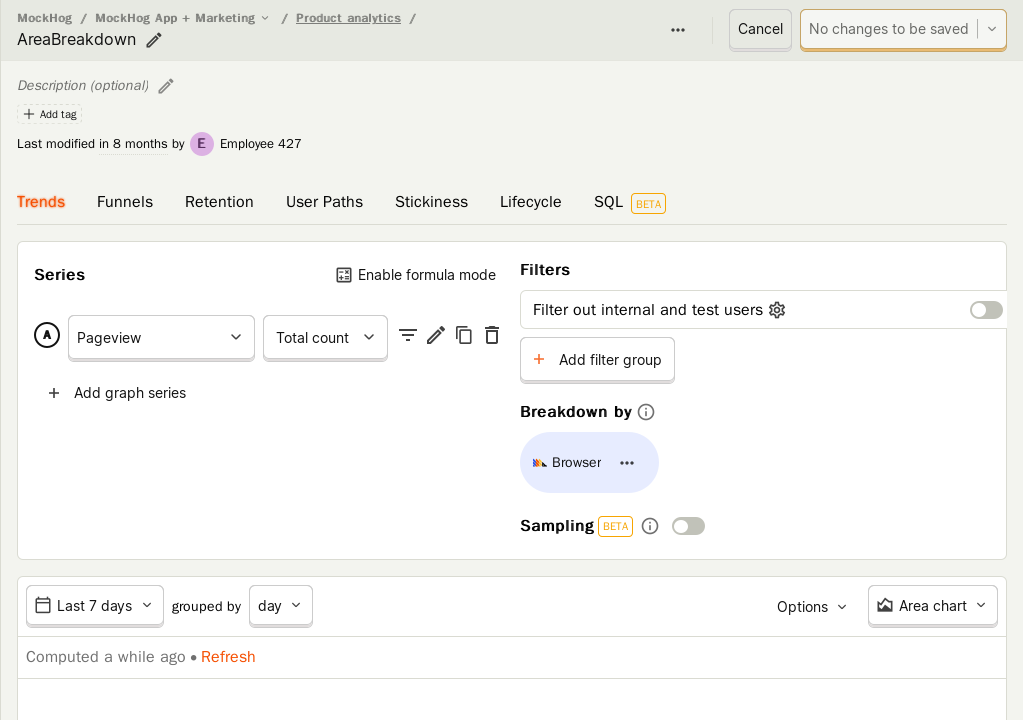 MockHog / MockHog App + Marketing / Product analytics /
AreaBreakdown
Cancel
No changes to be saved
Description (optional)
Add tag
Last modified in 8 months by E Employee 427
Trends Funnels Retention User Paths Stickiness Lifecycle SQL BETA
Series
Enable formula mode
A Pageview Total count
+ Add graph series
Filters
Filter out internal and test users
+ Add filter group
Breakdown by
Browser
Sampling BETA
Last 7 days grouped by day Options Area chart
Computed a while ago • Refresh